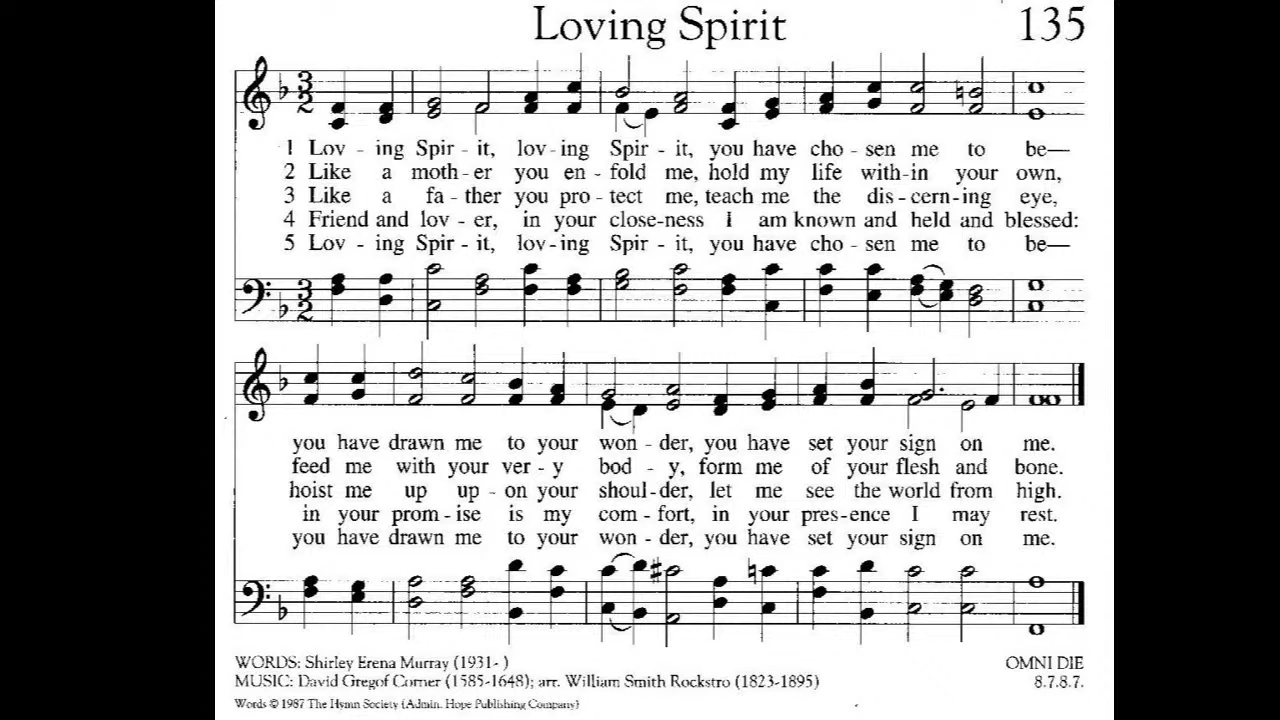 Loving Spirit 135
1 Lov - ing Spir - it, lov - ing Spir - it, you have cho - sen me to be—
2 Like a moth - er you en - fold me, hold my life with - in your own,
3 Like a fa - ther you pro - tect me, teach me the dis - cern - ing eye,
4 Friend and lov - er, in your close - ness I am known and held and blessed:
5 Lov - ing Spir - it, lov - ing Spir - it, you have cho - sen me to be—
you have drawn me to your won - der, you have set your sign on me.
feed me with your ver - y bod - y, form me of your flesh and bone.
hoist me up up - on your shoul - der, let me see the world from high.
in your prom - ise is my com - fort, in your pres - ence I may rest.
you have drawn me to your won - der, you have set your sign on me.
WORDS: Shirley Erena Murray (1931- ) OMNI DIE
MUSIC: David Gregof Corner (1585-1648); arr. William Smith Rockstro (1823-1895) 8.7.8.7.
Words © 1987 The Hymn Society (Admin. Hope Publishing Company)